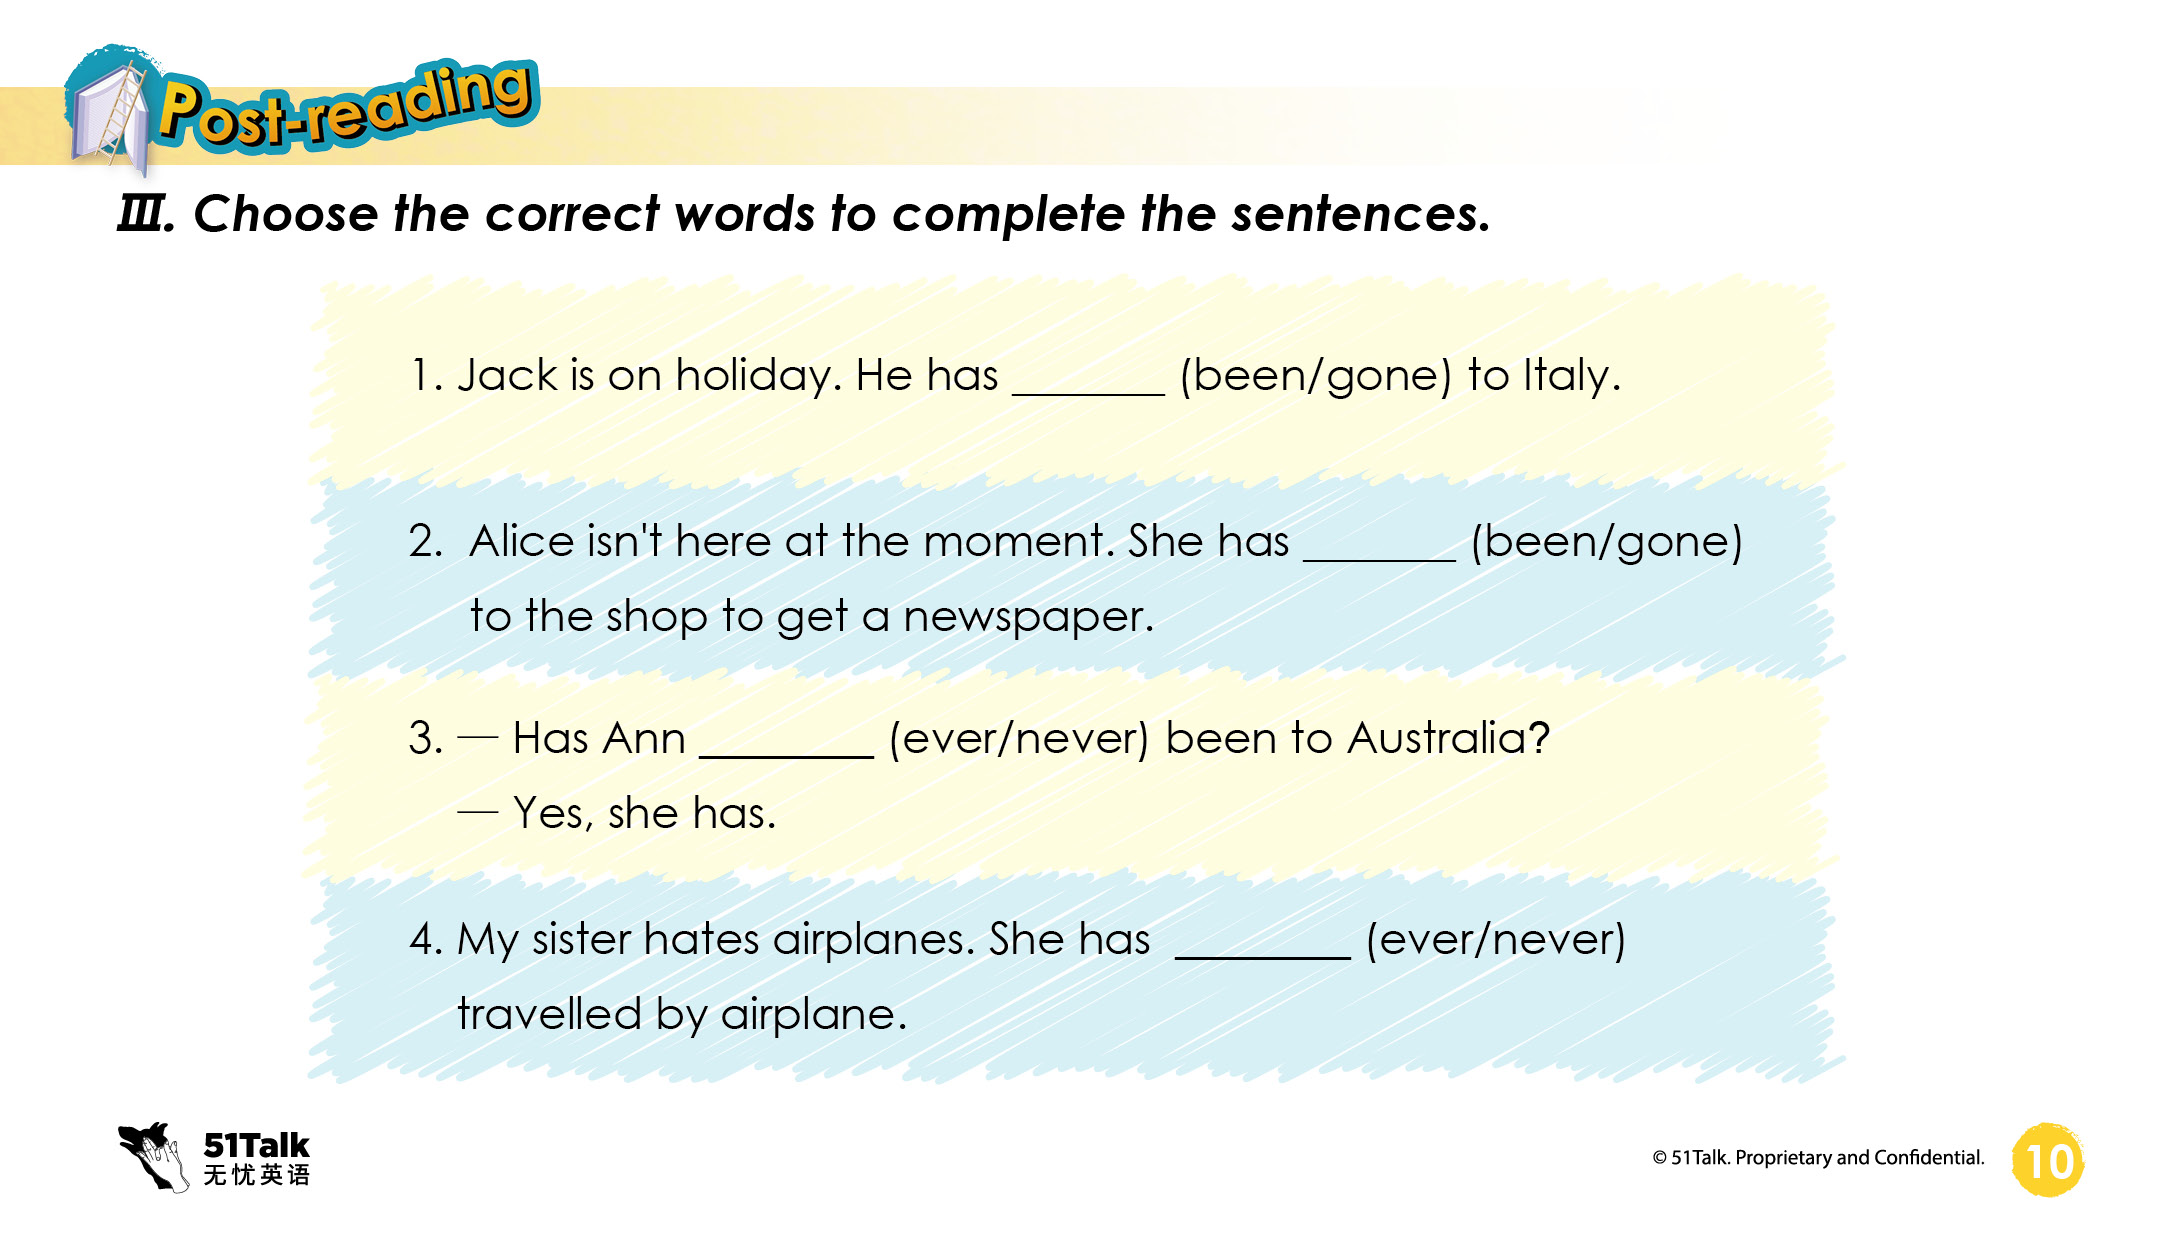 Post-reading
III. Choose the correct words to complete the sentences.
1. Jack is on holiday. He has _______ (been/gone) to Italy.
2. Alice isn't here at the moment. She has _______ (been/gone)
to the shop to get a newspaper.
3. — Has Ann ________ (ever/never) been to Australia?
— Yes, she has.
4. My sister hates airplanes. She has ________ (ever/never)
travelled by airplane.
51Talk
无忧英语
© 51Talk. Proprietary and Confidential.
10